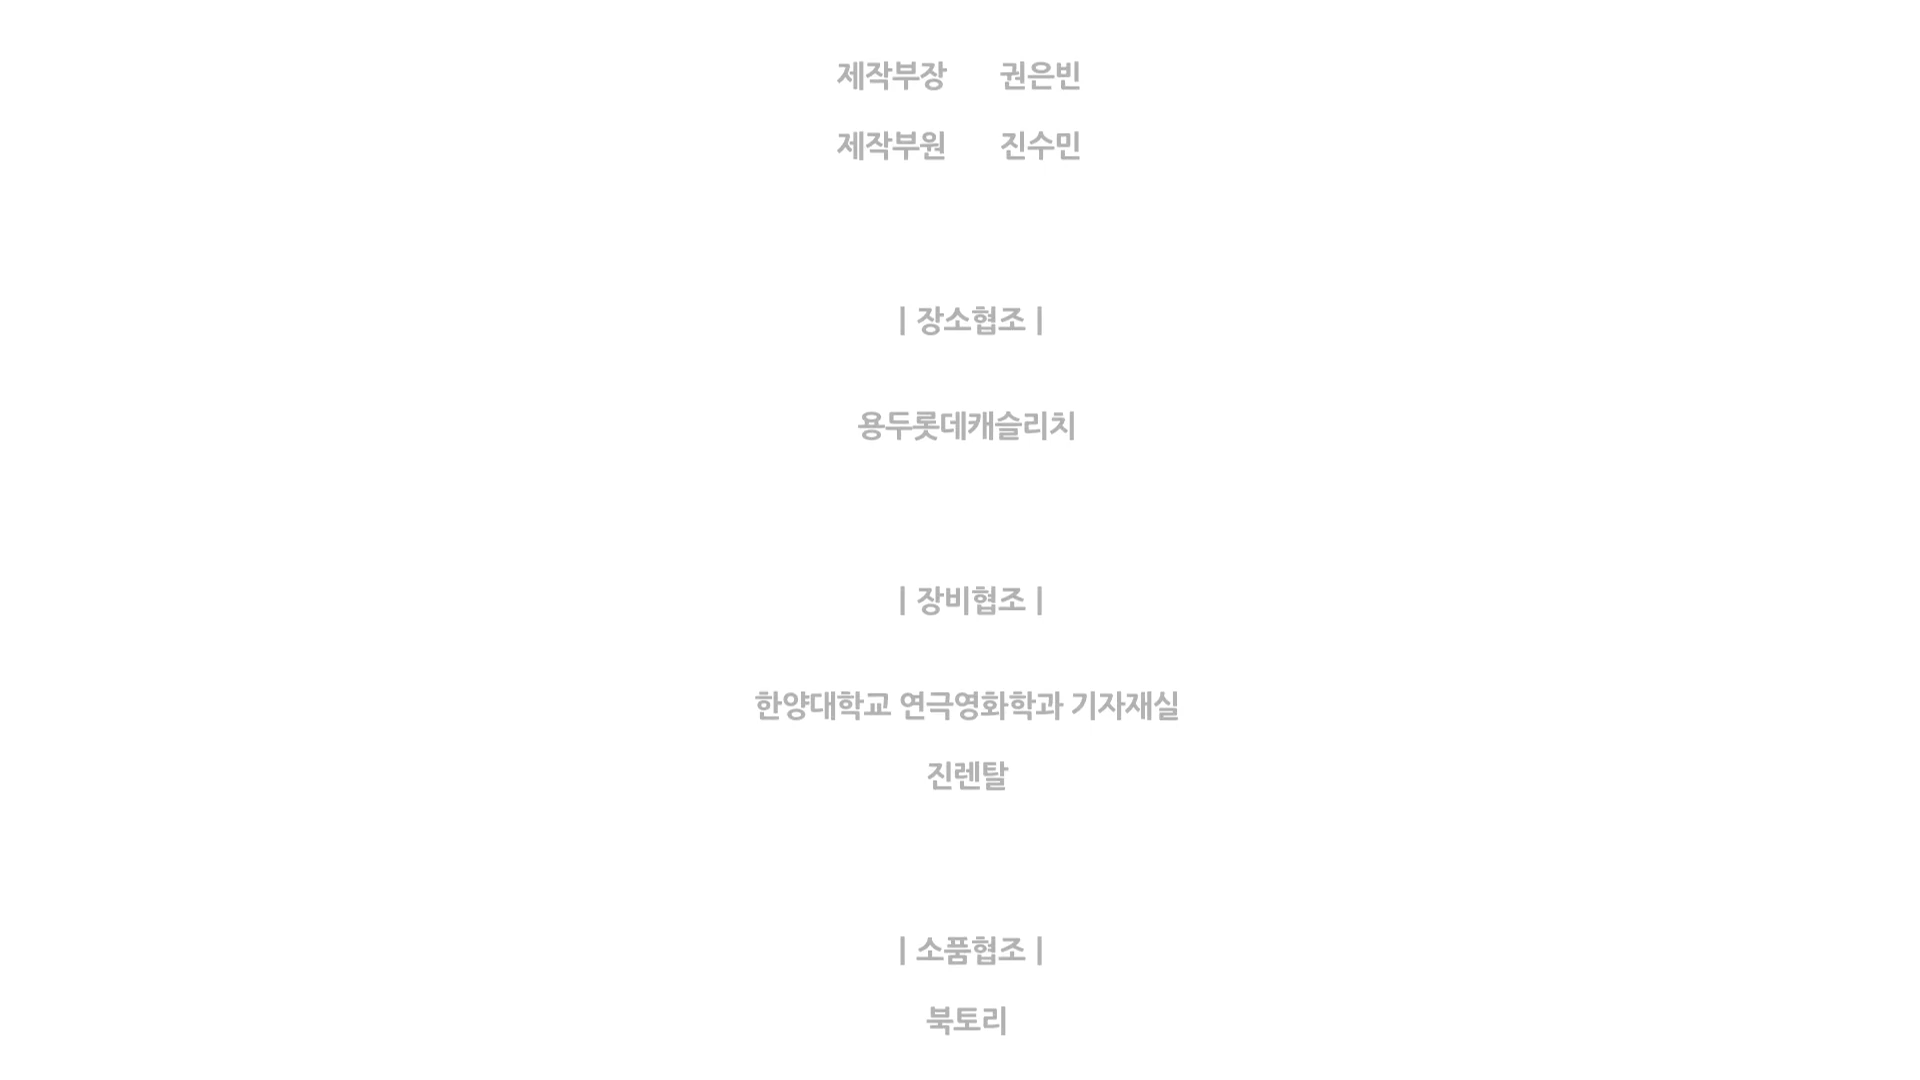 제작부장 권은빈
제작부원 진수민
| 장소협조 |
용두롯데캐슬리치
| 장비협조 |
한양대학교 연극영화학과 기자재실
진렌탈
| 소품협조 |
북토리